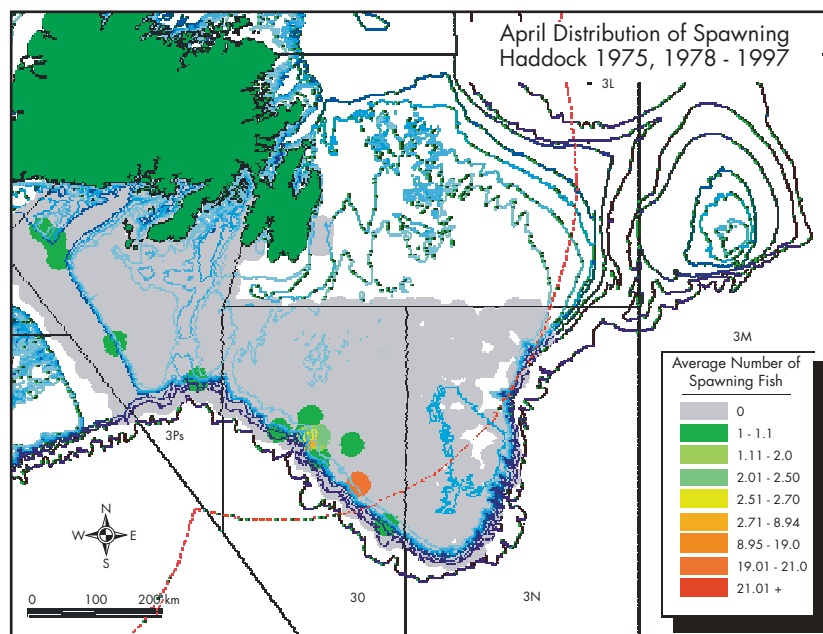 April Distribution of Spawning
Haddock 1975, 1978 - 1997
3L
3M
Average Number of
Spawning Fish
0
1 - 1.1
1.11 - 2.0
2.01 - 2.50
2.51 - 2.70
2.71 - 8.94
8.95 - 19.0
19.01 - 21.0
21.01 +
3Ps
N
W E
S
0 100 200 km
30
3N